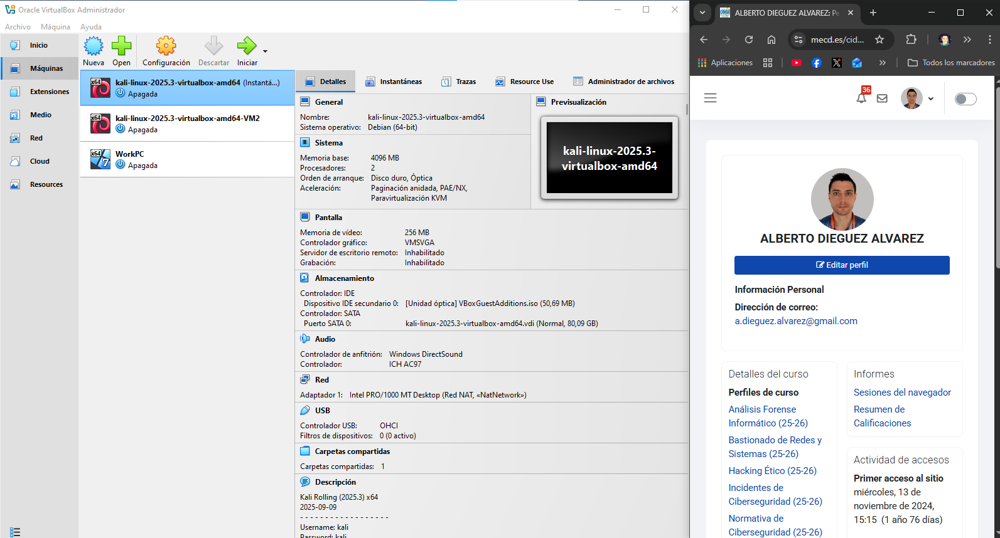 Oracle VirtualBox Administrador
Archivo Máquina Ayuda
Inicio
Máquinas
Extensiones
Medio
Red
Cloud
Resources
Nueva Open Configuración Descartar Iniciar
x64 kali-linux-2025.3-virtualbox-amd64 (Instantá...)
Apagada
x64 kali-linux-2025.3-virtualbox-amd64-VM2
Apagada
x64 7 WorkPC
Apagada
Detalles Instantáneas Trazas Resource Use Administrador de archivos
General
Nombre: kali-linux-2025.3-virtualbox-amd64
Sistema operativo: Debian (64-bit)
Sistema
Memoria base: 4096 MB
Procesadores: 2
Orden de arranque: Disco duro, Óptica
Aceleración: Paginación anidada, PAE/NX,
Paravirtualización KVM
Previsualización
kali-linux-2025.3-
virtualbox-amd64
Pantalla
Memoria de vídeo: 256 MB
Controlador gráfico: VMSVGA
Servidor de escritorio remoto: Inhabilitado
Grabación: Inhabilitado
Almacenamiento
Controlador: IDE
Dispositivo IDE secundario 0: [Unidad óptica] VBoxGuestAdditions.iso (50,69 MB)
Controlador: SATA
Puerto SATA 0: kali-linux-2025.3-virtualbox-amd64.vdi (Normal, 80,09 GB)
Audio
Controlador de anfitrión: Windows DirectSound
Controlador: ICH AC97
Red
Adaptador 1: Intel PRO/1000 MT Desktop (Red NAT, «NatNetwork»)
USB
Controlador USB: OHCI
Filtros de dispositivos: 0 (0 activo)
Carpetas compartidas
Carpetas compartidas: 1
Descripción
Kali Rolling (2025.3) x64
2025-09-09
- - - - - - - - - - - - - - - - - -
Username: kali
Password: kali
ALBERTO DIEGUEZ ALVAREZ: Pe
mecd.es/cid...
Aplicaciones » Todos los marcadores
36
ALBERTO DIEGUEZ ALVAREZ
Editar perfil
Información Personal
Dirección de correo:
a.dieguez.alvarez@gmail.com
Detalles del curso
Perfiles de curso
Análisis Forense
Informático (25-26)
Bastionado de Redes y
Sistemas (25-26)
Hacking Ético (25-26)
Incidentes de
Ciberseguridad (25-26)
Normativa de
Ciberseguridad (25-26)
Informes
Sesiones del navegador
Resumen de
Calificaciones
Actividad de accesos
Primer acceso al sitio
miércoles, 13 de
noviembre de 2024,
15:15 (1 año 76 días)